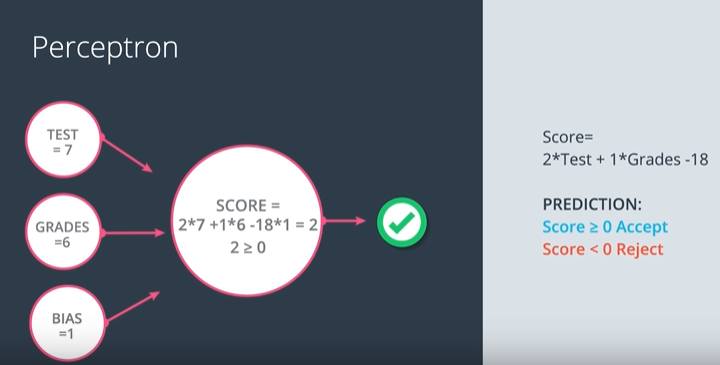 Perceptron
TEST
= 7
GRADES
=6
BIAS
=1
SCORE =
2*7 +1*6 -18*1 = 2
2 ≥ 0
Score=
2*Test + 1*Grades -18
PREDICTION:
Score ≥ 0 Accept
Score < 0 Reject